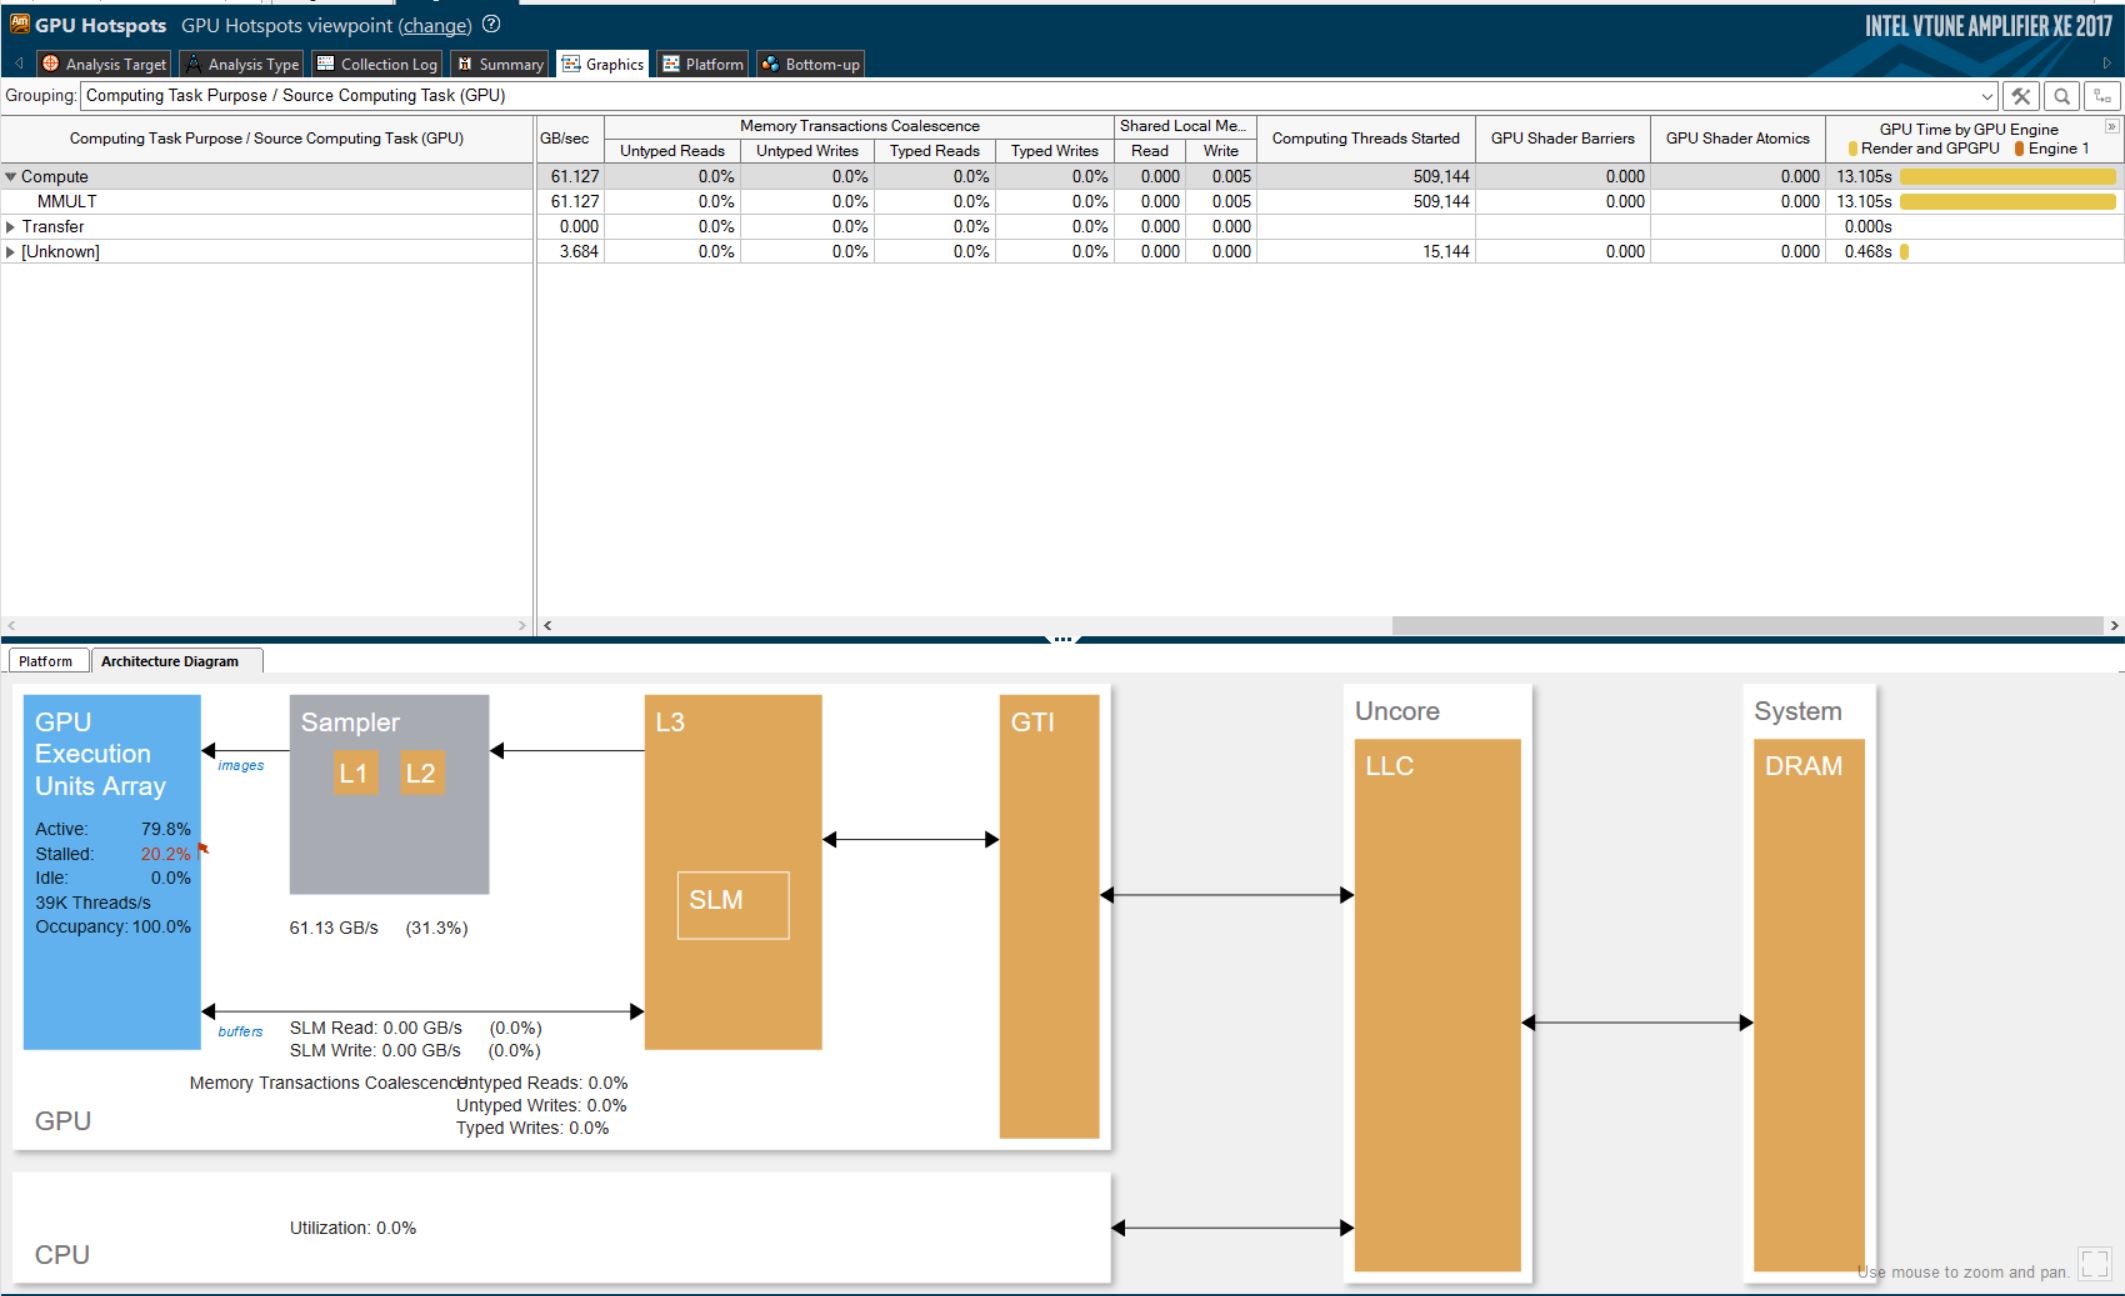 GPU Hotspots GPU Hotspots viewpoint (change) ?
INTEL VTUNE AMPLIFIER XE 2017
Analysis Target Analysis Type Collection Log Summary Graphics Platform Bottom-up
Grouping: Computing Task Purpose / Source Computing Task (GPU)
Computing Task Purpose / Source Computing Task (GPU) GB/sec Memory Transactions Coalescence Shared Local Me... Computing Threads Started GPU Shader Barriers GPU Shader Atomics GPU Time by GPU Engine
Untyped Reads Untyped Writes Typed Reads Typed Writes Read Write Render and GPGPU Engine 1
Compute 61.127 0.0% 0.0% 0.0% 0.0% 0.000 0.005 509,144 0.000 0.000 13.105s
MMULT 61.127 0.0% 0.0% 0.0% 0.0% 0.000 0.005 509,144 0.000 0.000 13.105s
Transfer 0.000 0.0% 0.0% 0.0% 0.0% 0.000 0.000 0.000s
[Unknown] 3.684 0.0% 0.0% 0.0% 0.0% 0.000 0.000 15,144 0.000 0.000 0.468s
Platform Architecture Diagram
GPU
Execution
Units Array
Active: 79.8%
Stalled: 20.2%
Idle: 0.0%
39K Threads/s
Occupancy: 100.0%
images
Sampler
L1 L2
61.13 GB/s (31.3%)
buffers
SLM Read: 0.00 GB/s (0.0%)
SLM Write: 0.00 GB/s (0.0%)
Memory Transactions Coalescence: Untyped Reads: 0.0%
Untyped Writes: 0.0%
Typed Writes: 0.0%
L3
SLM
GTI
GPU
Uncore
LLC
System
DRAM
Utilization: 0.0%
CPU
Use mouse to zoom and pan.